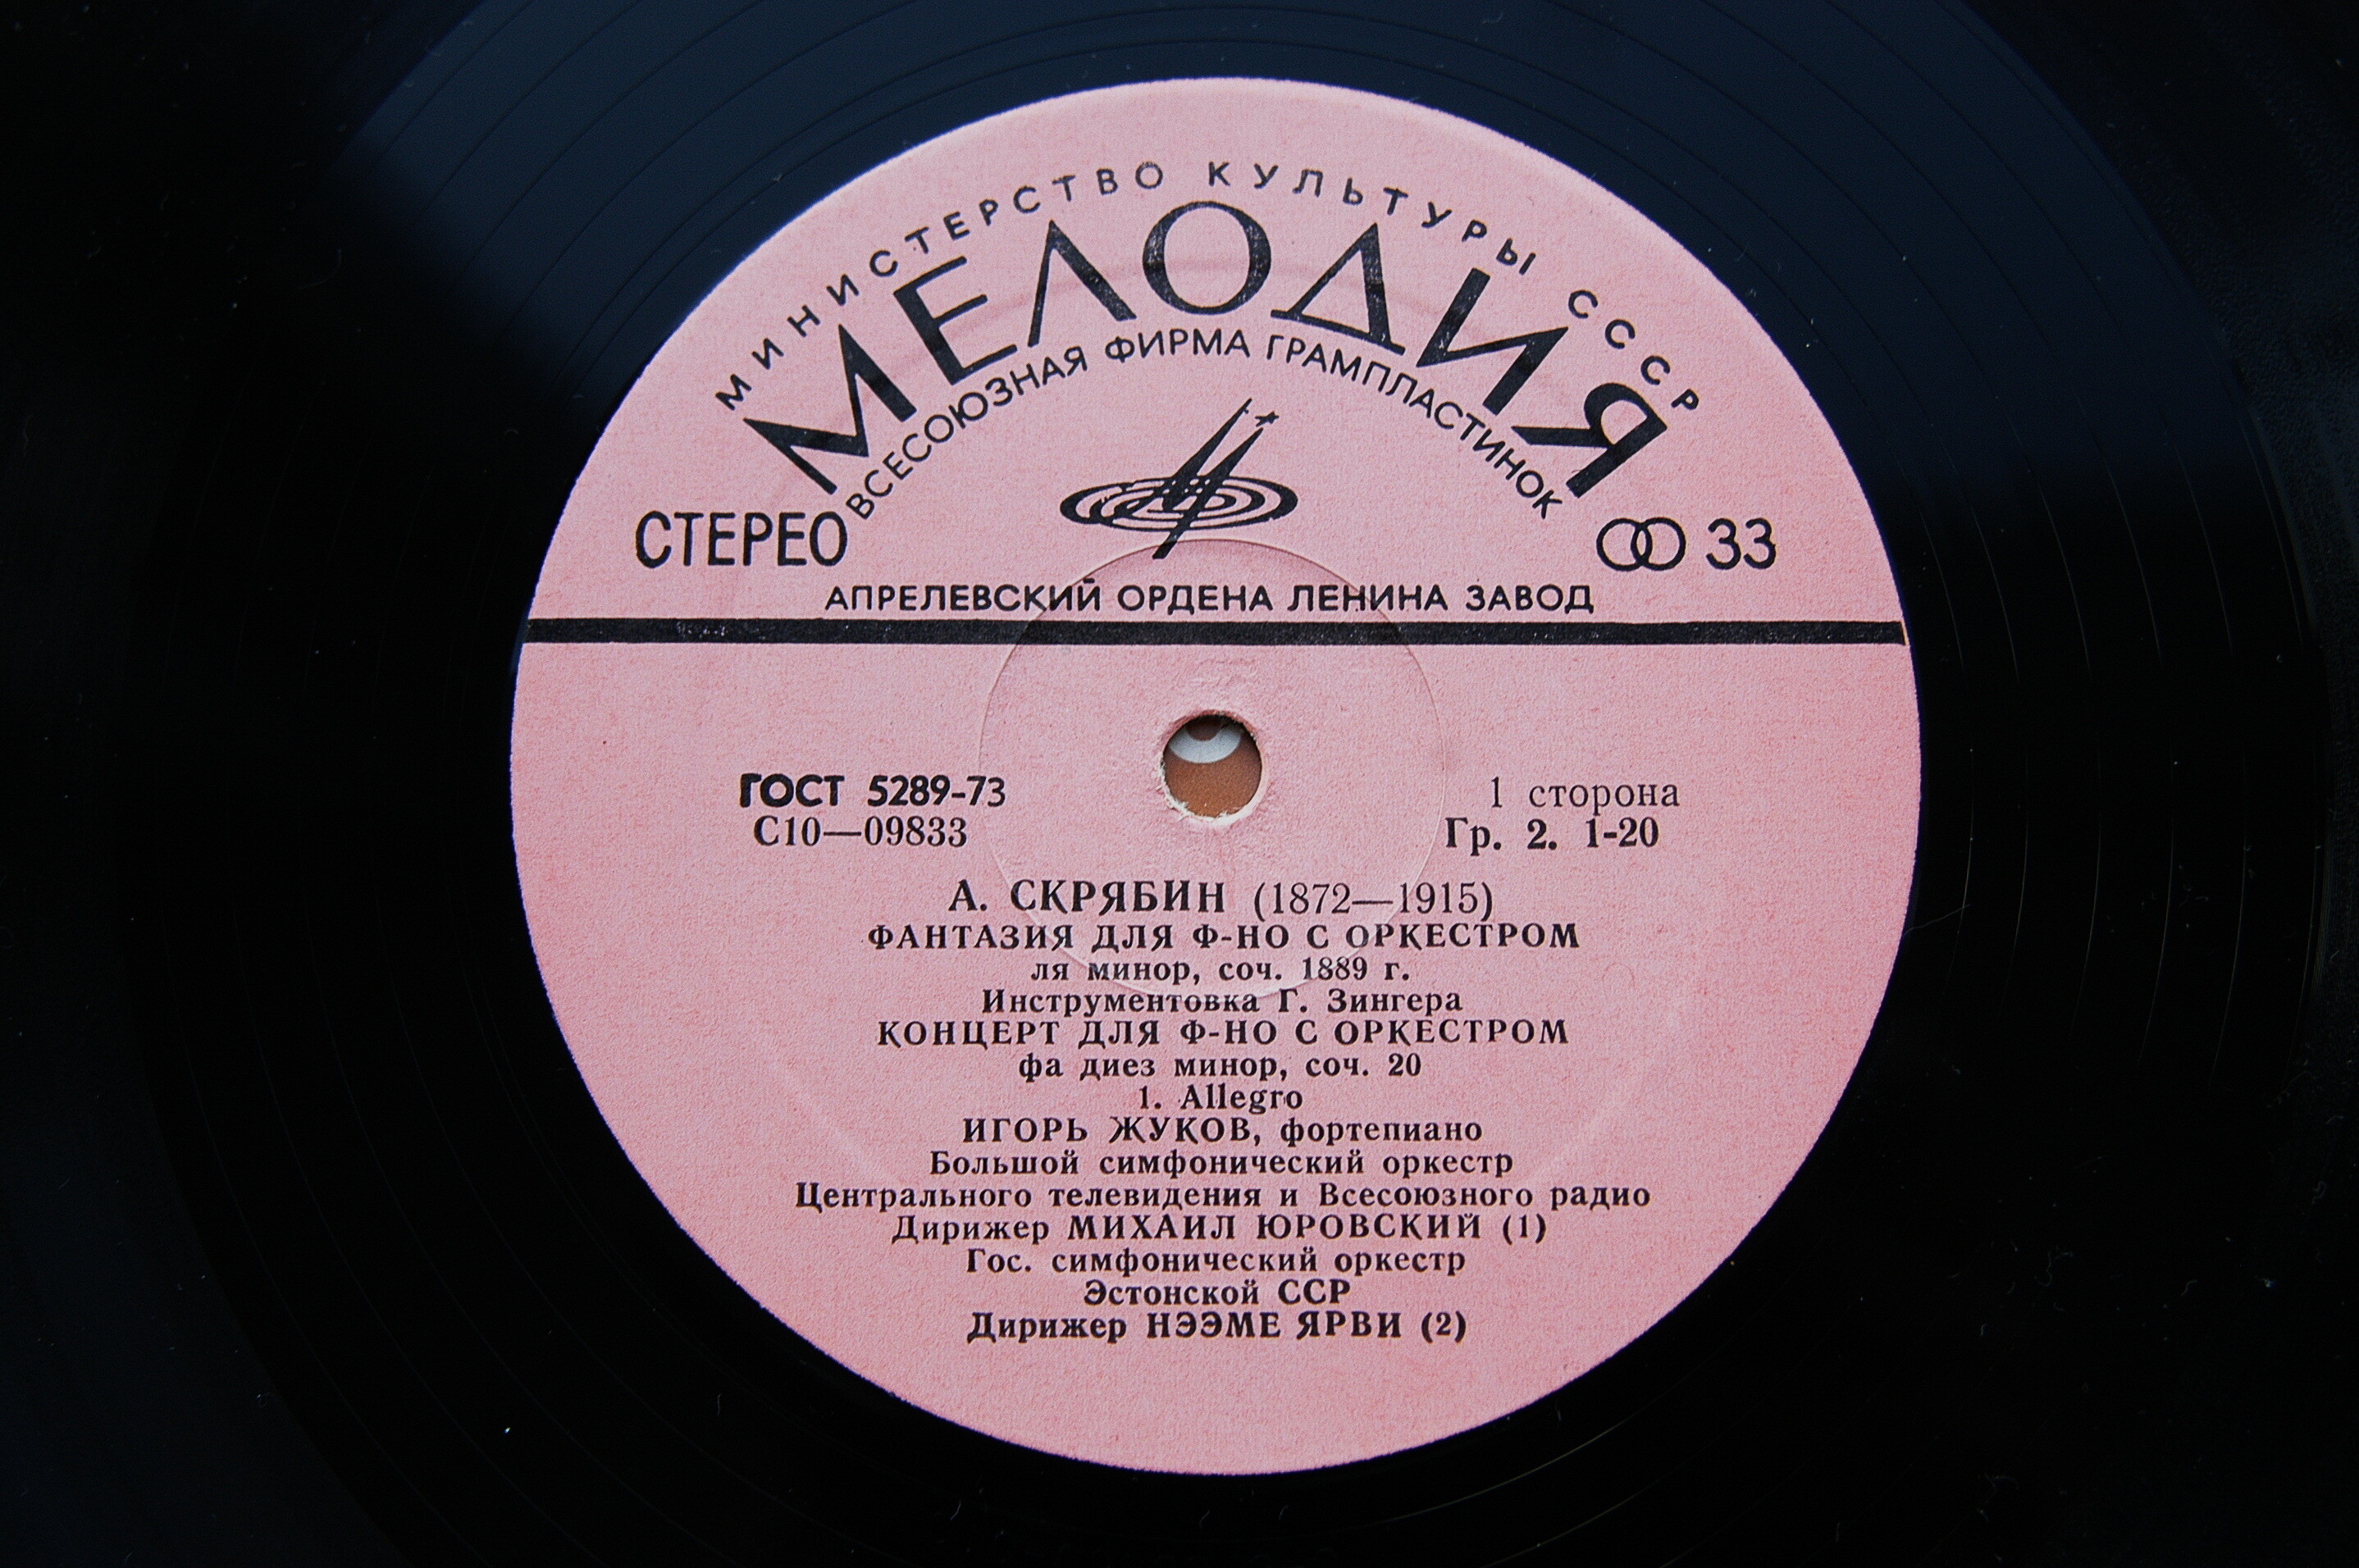 МИНИСТЕРСТВО КУЛЬТУРЫ СССР
МЕЛОДИЯ
ВСЕСОЮЗНАЯ ФИРМА ГРАМПЛАСТИНОК
СТЕРЕО
33
АПРЕЛЕВСКИЙ ОРДЕНА ЛЕНИНА ЗАВОД
ГОСТ 5289-73
1 сторона
С10—09833
Гр. 2. 1-20
А. СКРЯБИН (1872—1915)
ФАНТАЗИЯ ДЛЯ Ф-НО С ОРКЕСТРОМ
ля минор, соч. 1889 г.
Инструментовка Г. Зингера
КОНЦЕРТ ДЛЯ Ф-НО С ОРКЕСТРОМ
фа диез минор, соч. 20
1. Allegro
ИГОРЬ ЖУКОВ, фортепиано
Большой симфонический оркестр
Центрального телевидения и Всесоюзного радио
Дирижер МИХАИЛ ЮРОВСКИЙ (1)
Гос. симфонический оркестр
Эстонской ССР
Дирижер НЭЭМЕ ЯРВИ (2)